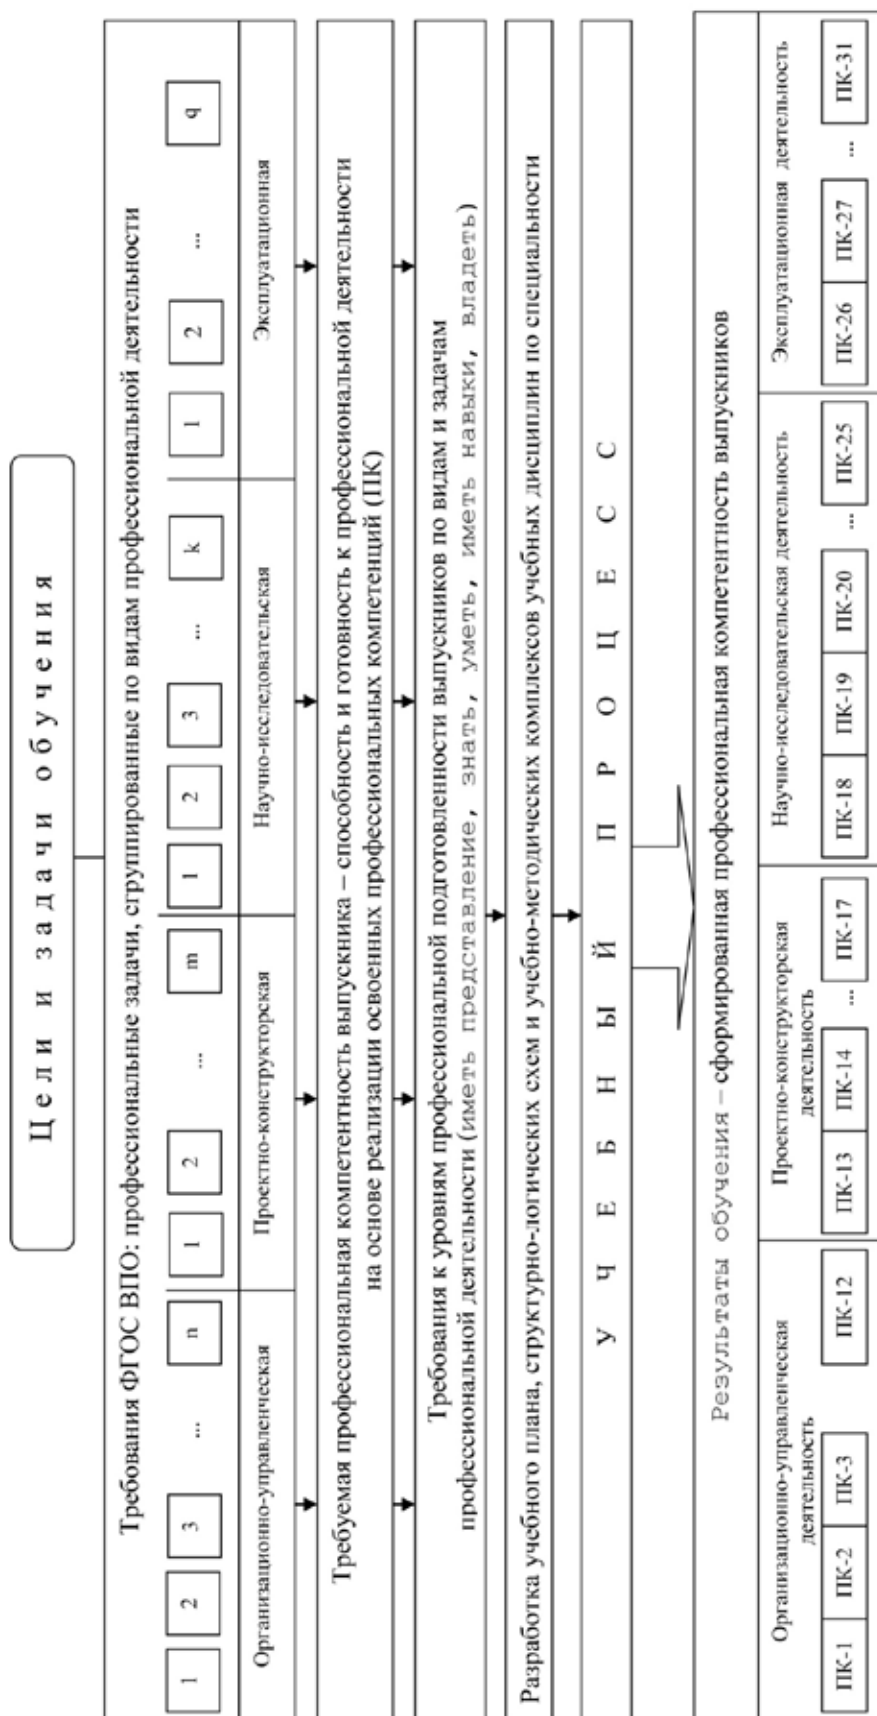 Цели и задачи обучения
Требования ФГОС ВПО: профессиональные задачи, сгруппированные по видам профессиональной деятельности
1 2 3 ... n 1 2 ... m 1 2 3 ... k 1 2 ... q
Организационно-управленческая Проектно-конструкторская Научно-исследовательская Эксплуатационная
Требуемая профессиональная компетентность выпускника – способность и готовность к профессиональной деятельности
на основе реализации освоенных профессиональных компетенций (ПК)
Требования к уровням профессиональной подготовленности выпускников по видам и задачам
профессиональной деятельности (иметь представление, знать, уметь, иметь навыки, владеть)
Разработка учебного плана, структурно-логических схем и учебно-методических комплексов учебных дисциплин по специальности
УЧЕБНЫЙ ПРОЦЕСС
Результаты обучения – сформированная профессиональная компетентность выпускников
Организационно-управленческая
деятельность
Проектно-конструкторская
деятельность
Научно-исследовательская деятельность
Эксплуатационная деятельность
ПК-1 ПК-2 ПК-3 ПК-12 ПК-13 ПК-14 ... ПК-17 ПК-18 ПК-19 ПК-20 ... ПК-25 ПК-26 ПК-27 ... ПК-31